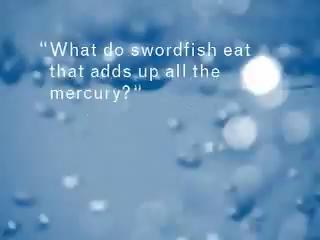 “What do swordfish eat
that adds up all the
mercury?”